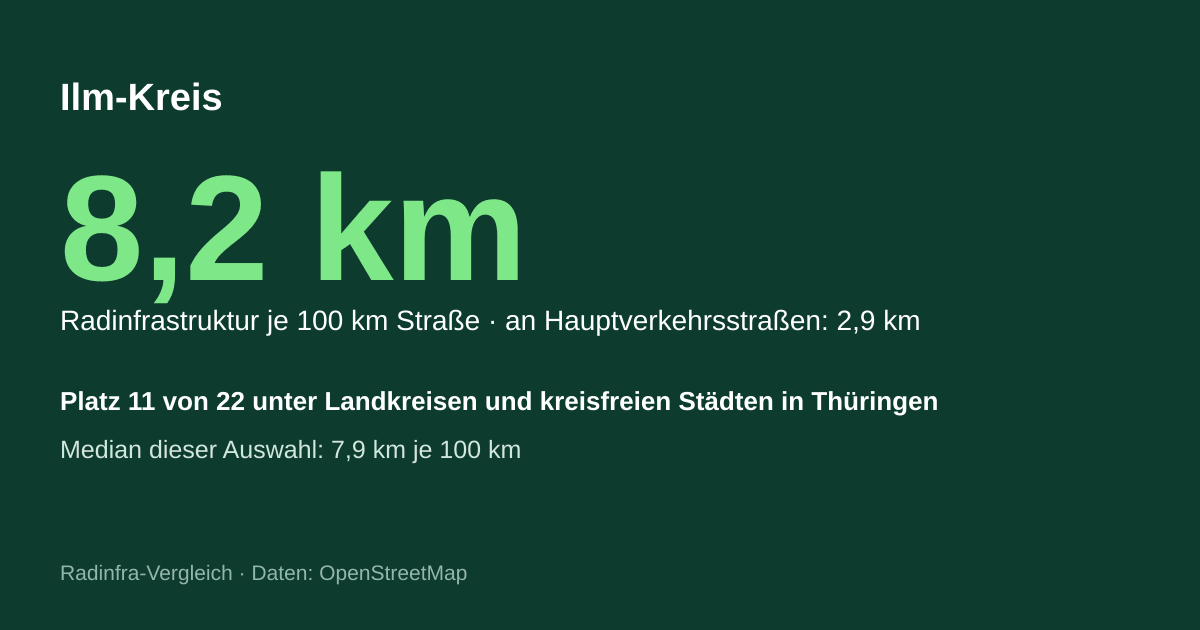 Ilm-Kreis
8,2 km
Radinfrastruktur je 100 km Straße · an Hauptverkehrsstraßen: 2,9 km
Platz 11 von 22 unter Landkreisen und kreisfreien Städten in Thüringen
Median dieser Auswahl: 7,9 km je 100 km
Radinfra-Vergleich · Daten: OpenStreetMap